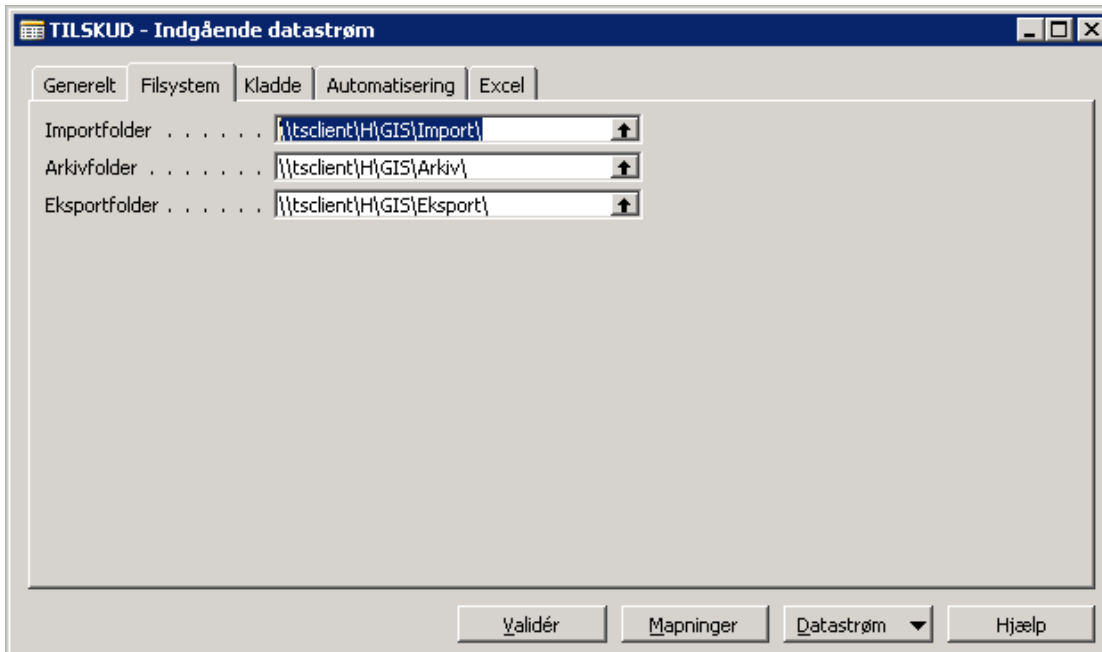 TILSKUD - Indgående datastrøm
Generelt Filsystem Kladde Automatisering Excel
Importfolder . . . . . . \\tsclient\H\GIS\Import\
Arkivfolder . . . . . . . \\tsclient\H\GIS\Arkiv\
Eksportfolder . . . . . . \\tsclient\H\GIS\Eksport\
Validér Mapninger Datastrøm Hjælp